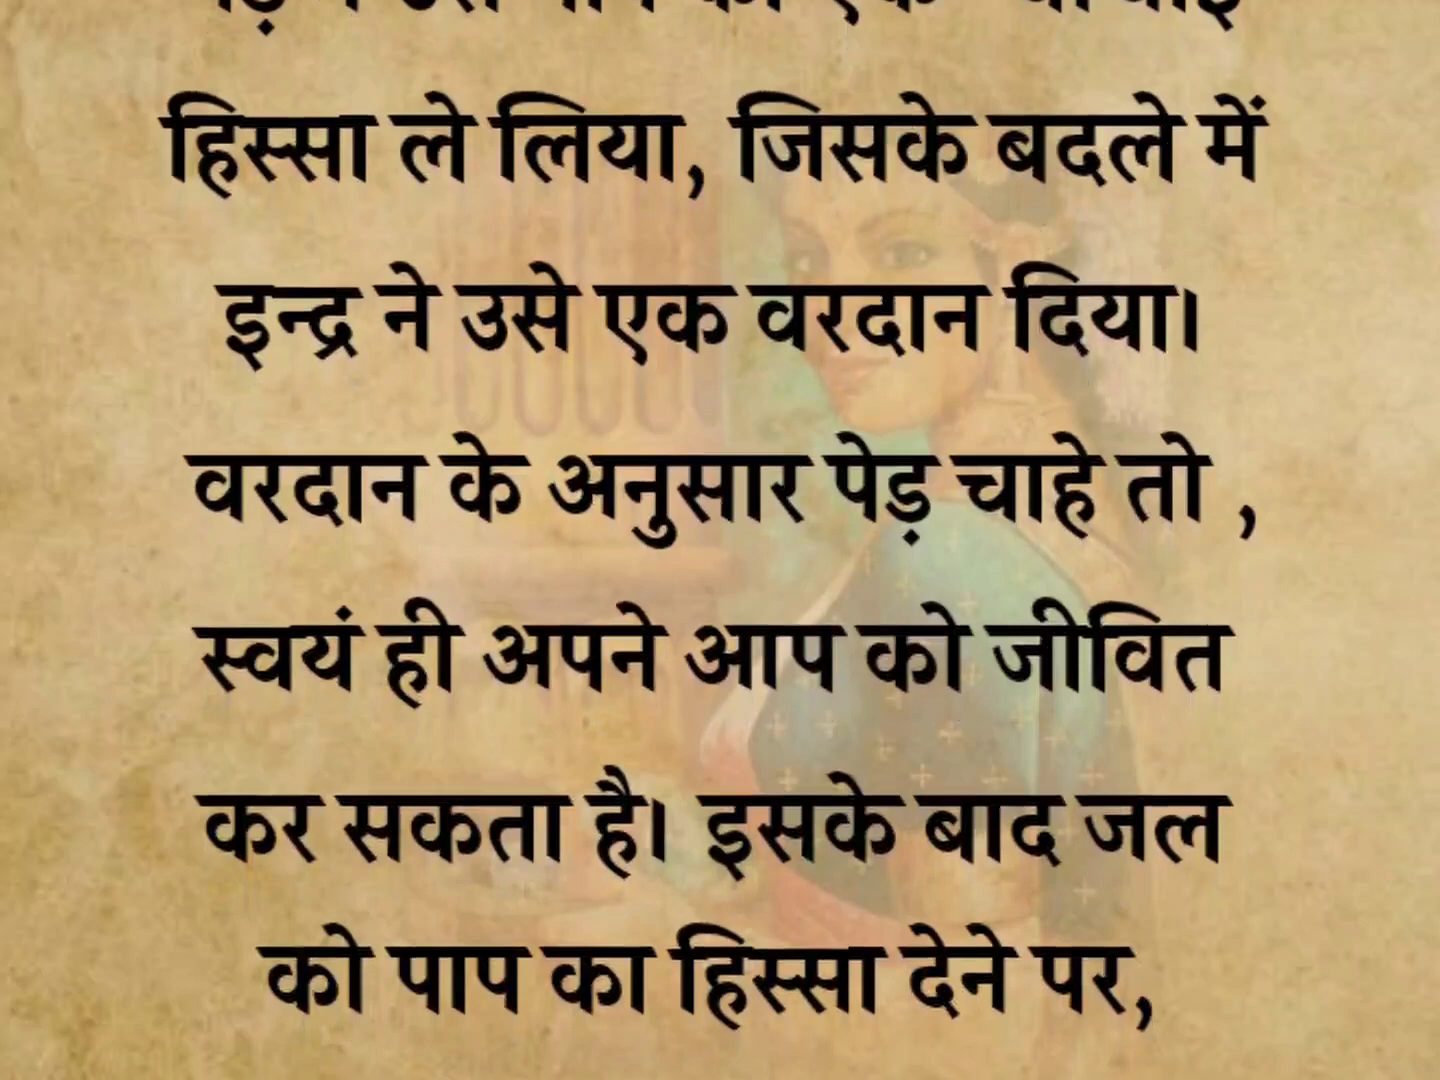 हिस्सा ले लिया, जिसके बदले में
इन्द्र ने उसे एक वरदान दिया।
वरदान के अनुसार पेड़ चाहे तो ,
स्वयं ही अपने आप को जीवित
कर सकता है। इसके बाद जल
को पाप का हिस्सा देने पर,